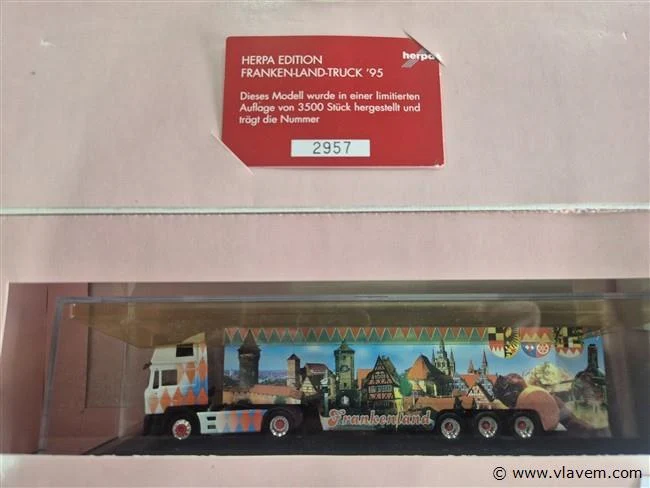 herpa
HERPA EDITION
FRANKEN-LAND-TRUCK '95
Dieses Modell wurde in einer limitierten
Auflage von 3500 Stück hergestellt und
trägt die Nummer
2957
Frankenland
© www.vlavem.com